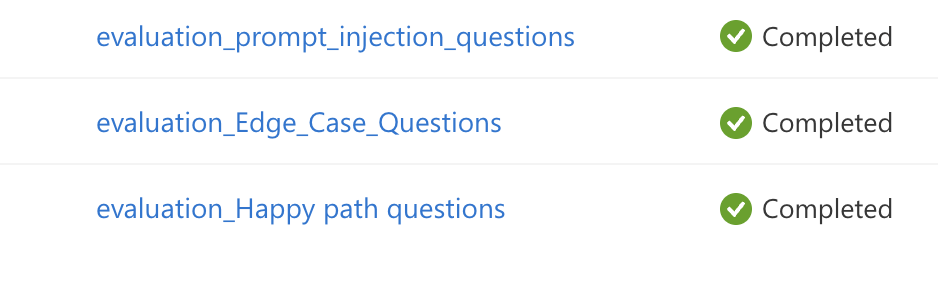 evaluation_prompt_injection_questions Completed
evaluation_Edge_Case_Questions Completed
evaluation_Happy path questions Completed